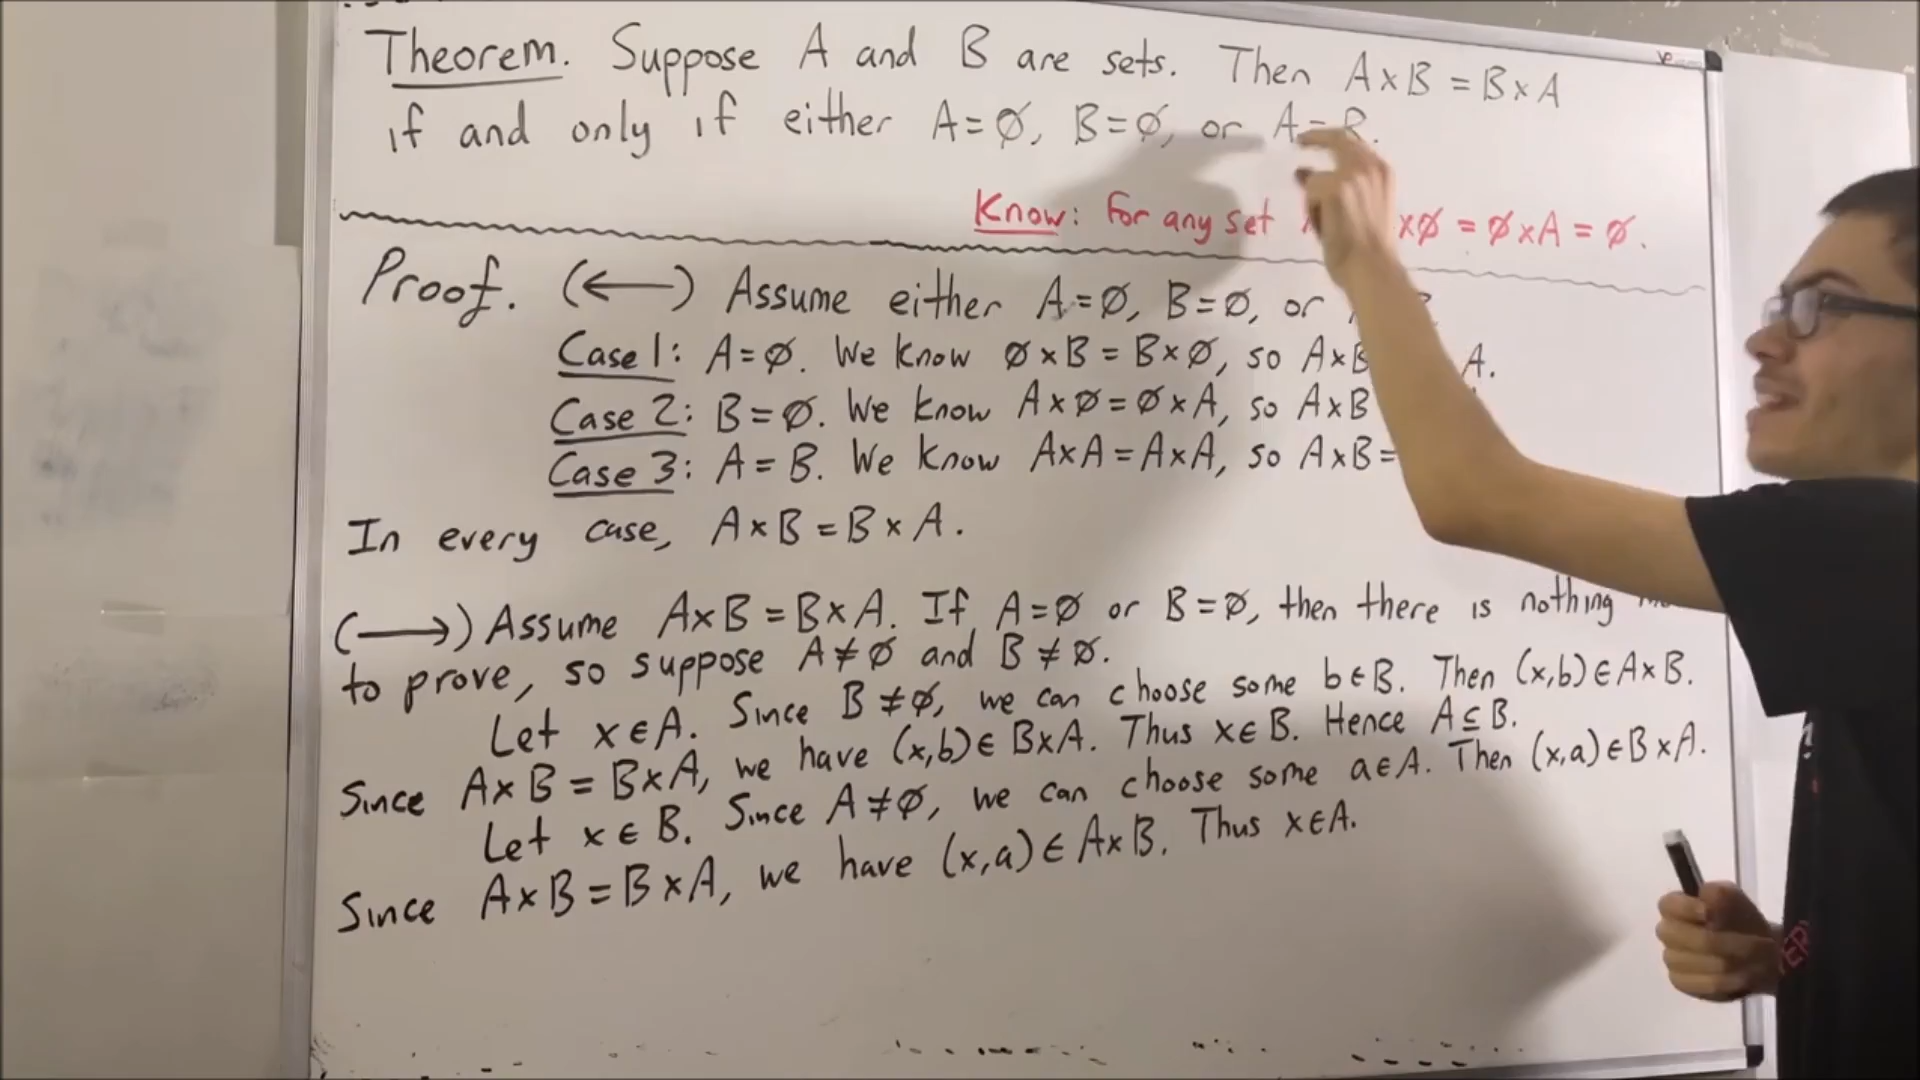 Theorem. Suppose A and B are sets. Then A×B = B×A
if and only if either A=∅, B=∅, or A=B.
Know: For any set ×∅ = ∅×A = ∅.
Proof. (⟵) Assume either A=∅, B=∅, or
Case 1: A=∅. We know ∅×B = B×∅, so A×B A.
Case 2: B=∅. We know A×∅=∅×A, so A×B
Case 3: A=B. We know A×A=A×A, so A×B=
In every case, A×B=B×A.
(⟶) Assume A×B=B×A. If A=∅ or B=∅, then there is nothing
to prove, so suppose A≠∅ and B≠∅.
Let x∈A. Since B≠∅, we can choose some b∈B. Then (x,b)∈A×B.
Since A×B=B×A, we have (x,b)∈B×A. Thus x∈B. Hence A⊆B.
Let x∈B. Since A≠∅, we can choose some a∈A. Then (x,a)∈B×A.
Since A×B=B×A, we have (x,a)∈A×B. Thus x∈A.